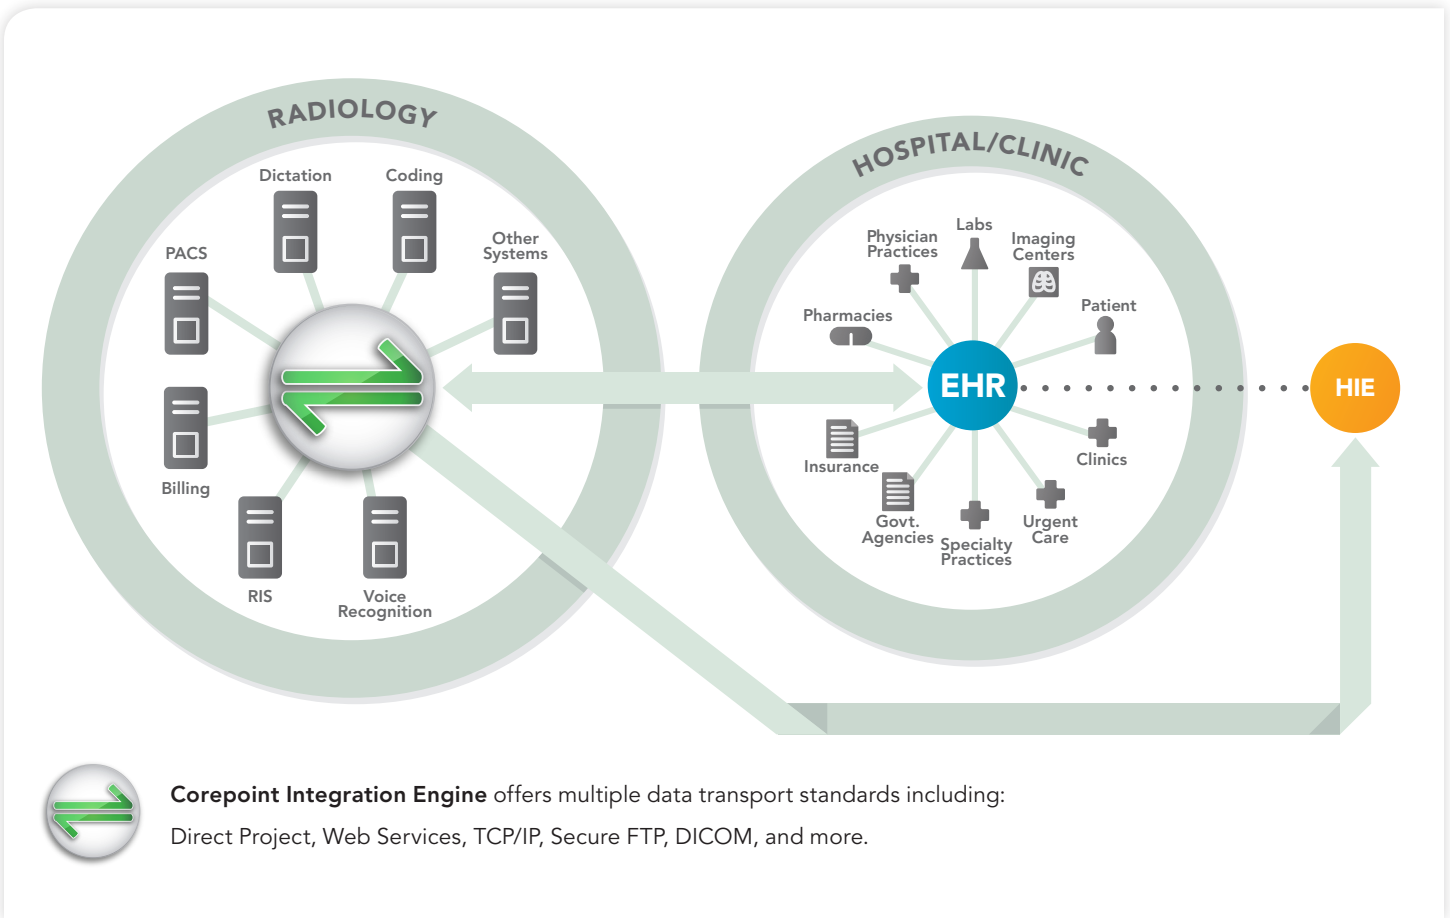 RADIOLOGY
Dictation
Coding
PACS
Other
Systems
Billing
RIS
Voice
Recognition
HOSPITAL/CLINIC
Labs
Physician
Practices
Imaging
Centers
Pharmacies
Patient
EHR
HIE
Insurance
Clinics
Govt.
Agencies
Specialty
Practices
Urgent
Care
Corepoint Integration Engine offers multiple data transport standards including:
Direct Project, Web Services, TCP/IP, Secure FTP, DICOM, and more.